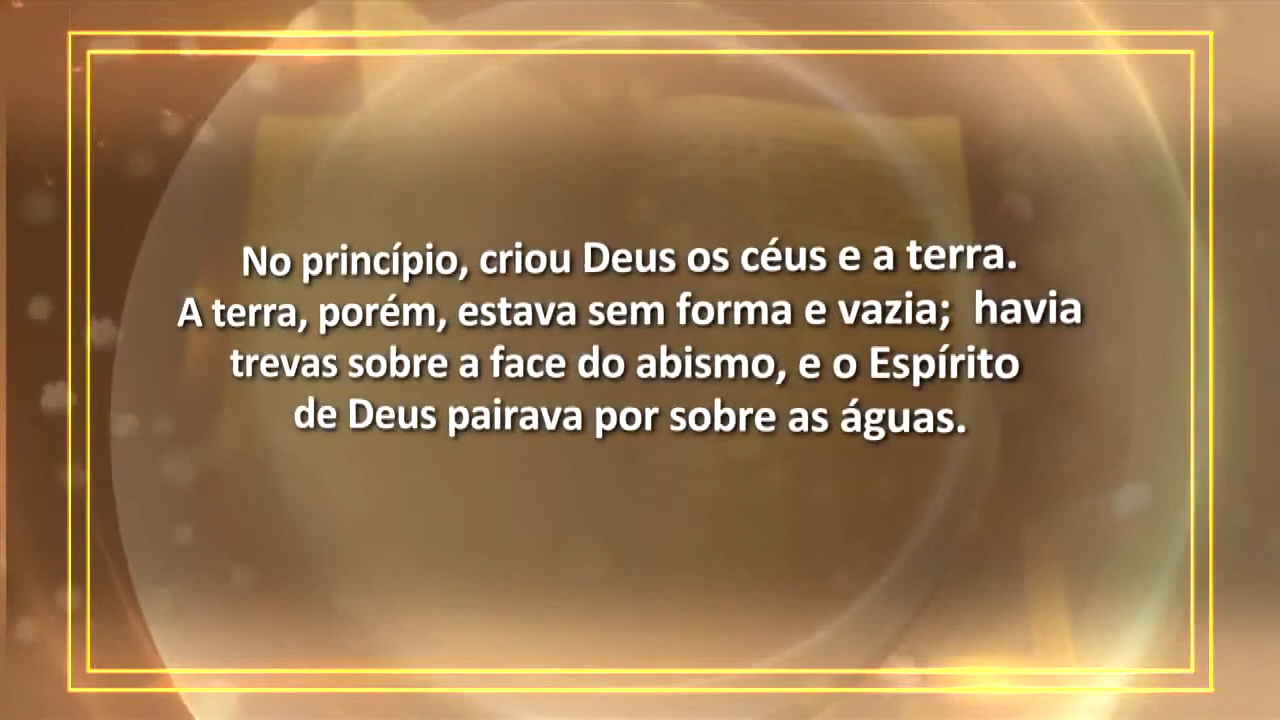 No princípio, criou Deus os céus e a terra.
A terra, porém, estava sem forma e vazia; havia
trevas sobre a face do abismo, e o Espírito
de Deus pairava por sobre as águas.